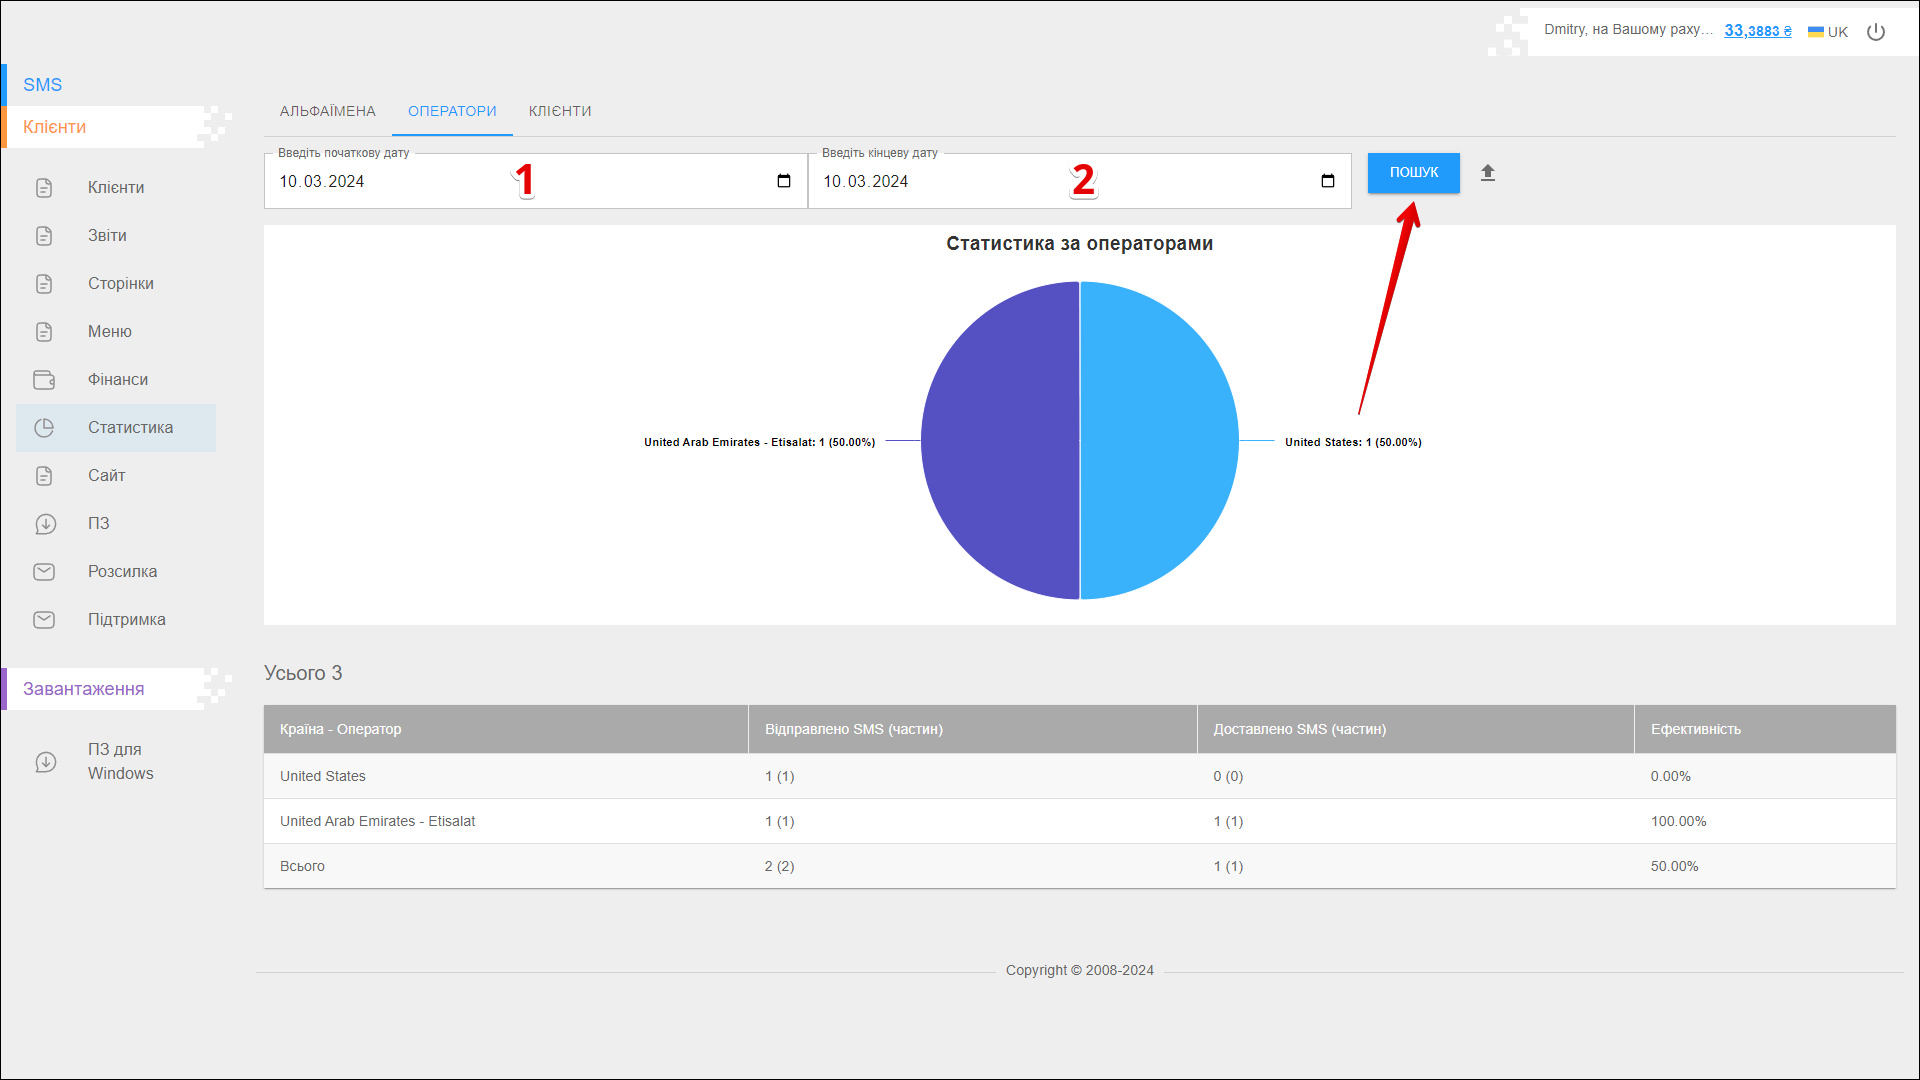 Dmitry, на Вашому раху...
33,3883 ₴
UK
SMS
Клієнти
Клієнти
Звіти
Сторінки
Меню
Фінанси
Статистика
Сайт
ПЗ
Розсилка
Підтримка
Завантаження
ПЗ для
Windows
АЛЬФАІМЕНА
ОПЕРАТОРИ
КЛІЄНТИ
Введіть початкову дату
10.03.2024
1
Введіть кінцеву дату
10.03.2024
2
ПОШУК
Статистика за операторами
United Arab Emirates - Etisalat: 1 (50.00%)
United States: 1 (50.00%)
Усього 3
Країна - Оператор
Відправлено SMS (частин)
Доставлено SMS (частин)
Ефективність
United States
1 (1)
0 (0)
0.00%
United Arab Emirates - Etisalat
1 (1)
1 (1)
100.00%
Всього
2 (2)
1 (1)
50.00%
Copyright © 2008-2024